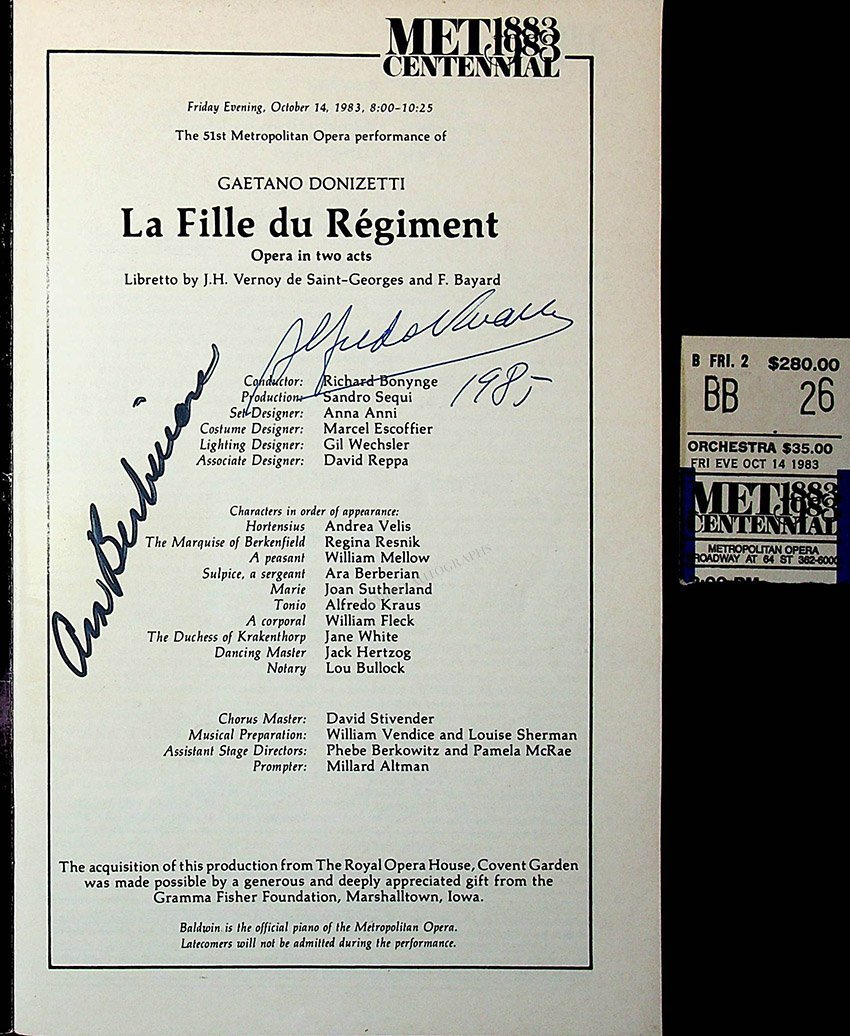 MET 1883 1983
CENTENNIAL
Friday Evening, October 14, 1983, 8:00-10:25
The 51st Metropolitan Opera performance of
GAETANO DONIZETTI
La Fille du Régiment
Opera in two acts
Libretto by J.H. Vernoy de Saint-Georges and F. Bayard
Alfredo Kraus
1985
Conductor: Richard Bonynge
Production: Sandro Sequi
Set Designer: Anna Anni
Costume Designer: Marcel Escoffier
Lighting Designer: Gil Wechsler
Associate Designer: David Reppa
Ara Berberian
Characters in order of appearance:
Hortensius Andrea Velis
The Marquise of Berkenfield Regina Resnik
A peasant William Mellow
Sulpice, a sergeant Ara Berberian
Marie Joan Sutherland
Tonio Alfredo Kraus
A corporal William Fleck
The Duchess of Krakenthorp Jane White
Dancing Master Jack Hertzog
Notary Lou Bullock
Chorus Master: David Stivender
Musical Preparation: William Vendice and Louise Sherman
Assistant Stage Directors: Phebe Berkowitz and Pamela McRae
Prompter: Millard Altman
The acquisition of this production from The Royal Opera House, Covent Garden
was made possible by a generous and deeply appreciated gift from the
Gramma Fisher Foundation, Marshalltown, Iowa.
Baldwin is the official piano of the Metropolitan Opera.
Latecomers will not be admitted during the performance.
B FRI. 2 $280.00
BB 26
ORCHESTRA $35.00
FRI EVE OCT 14 1983
MET 1883 1983
CENTENNIAL
METROPOLITAN OPERA
ROADWAY AT 64 ST 362-6000
8:00 PM